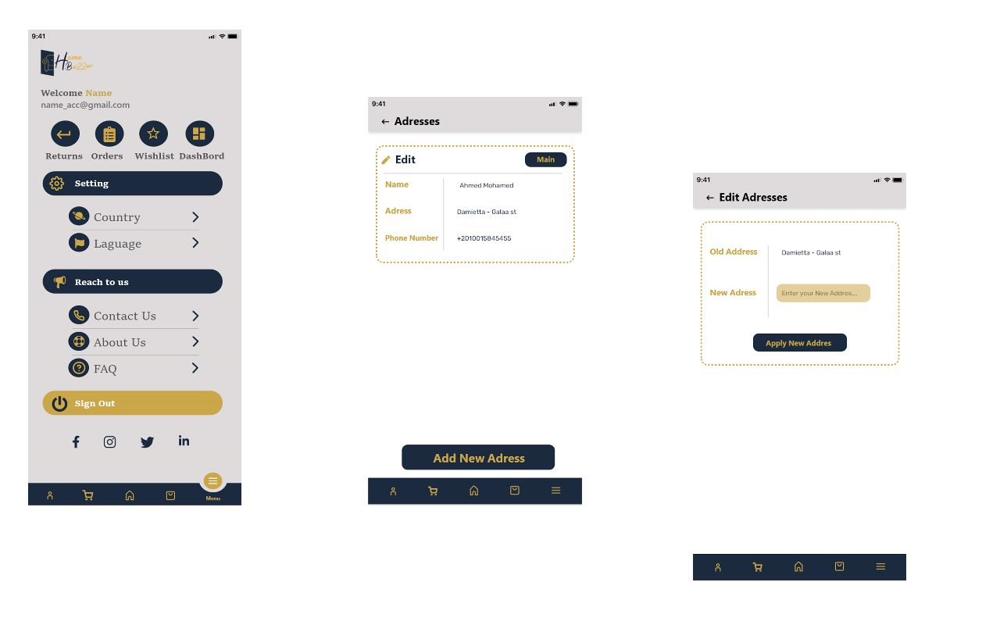 9:41
Home
Bazzar
Welcome Name
name_acc@gmail.com
Returns Orders Wishlist DashBord
Setting
Country
Laguage
Reach to us
Contact Us
About Us
FAQ
Sign Out
Menu
9:41
Adresses
Edit Main
Name Ahmed Mohamed
Adress Damietta - Galaa st
Phone Number +2010015845455
Add New Adress
9:41
Edit Adresses
Old Address Damietta - Galaa st
New Adress Enter your New Addres...
Apply New Addres